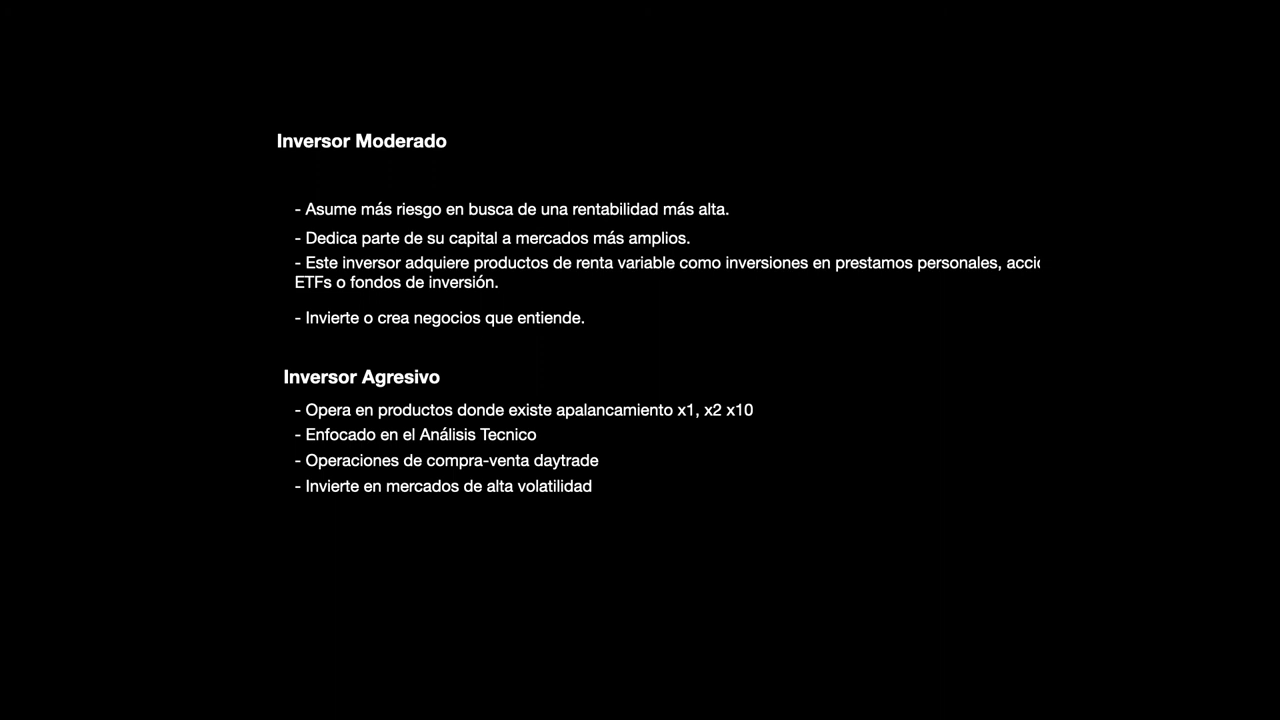 Inversor Moderado
- Asume más riesgo en busca de una rentabilidad más alta.
- Dedica parte de su capital a mercados más amplios.
- Este inversor adquiere productos de renta variable como inversiones en prestamos personales,
ETFs o fondos de inversión.
- Invierte o crea negocios que entiende.
Inversor Agresivo
- Opera en productos donde existe apalancamiento x1, x2 x10
- Enfocado en el Análisis Tecnico
- Operaciones de compra-venta daytrade
- Invierte en mercados de alta volatilidad